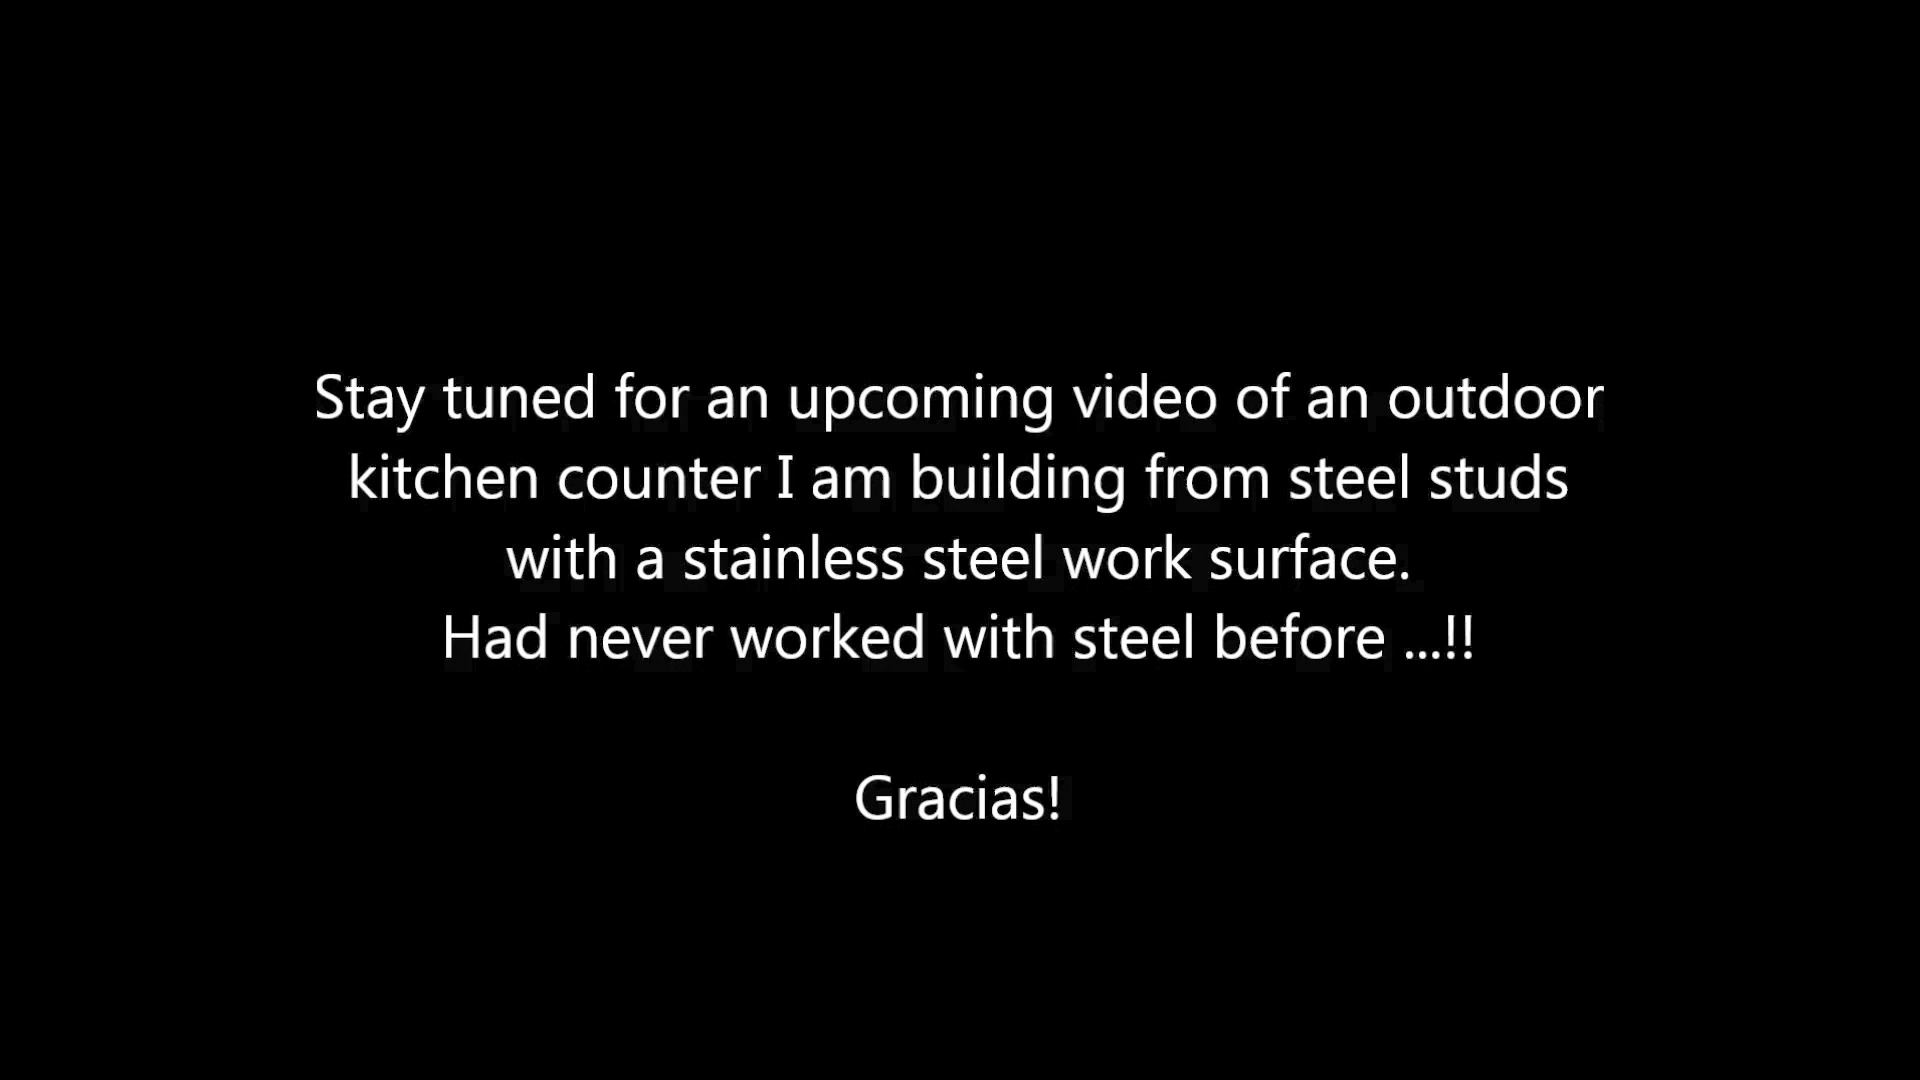 Stay tuned for an upcoming video of an outdoor
kitchen counter I am building from steel studs
with a stainless steel work surface.
Had never worked with steel before ...!!
Gracias!